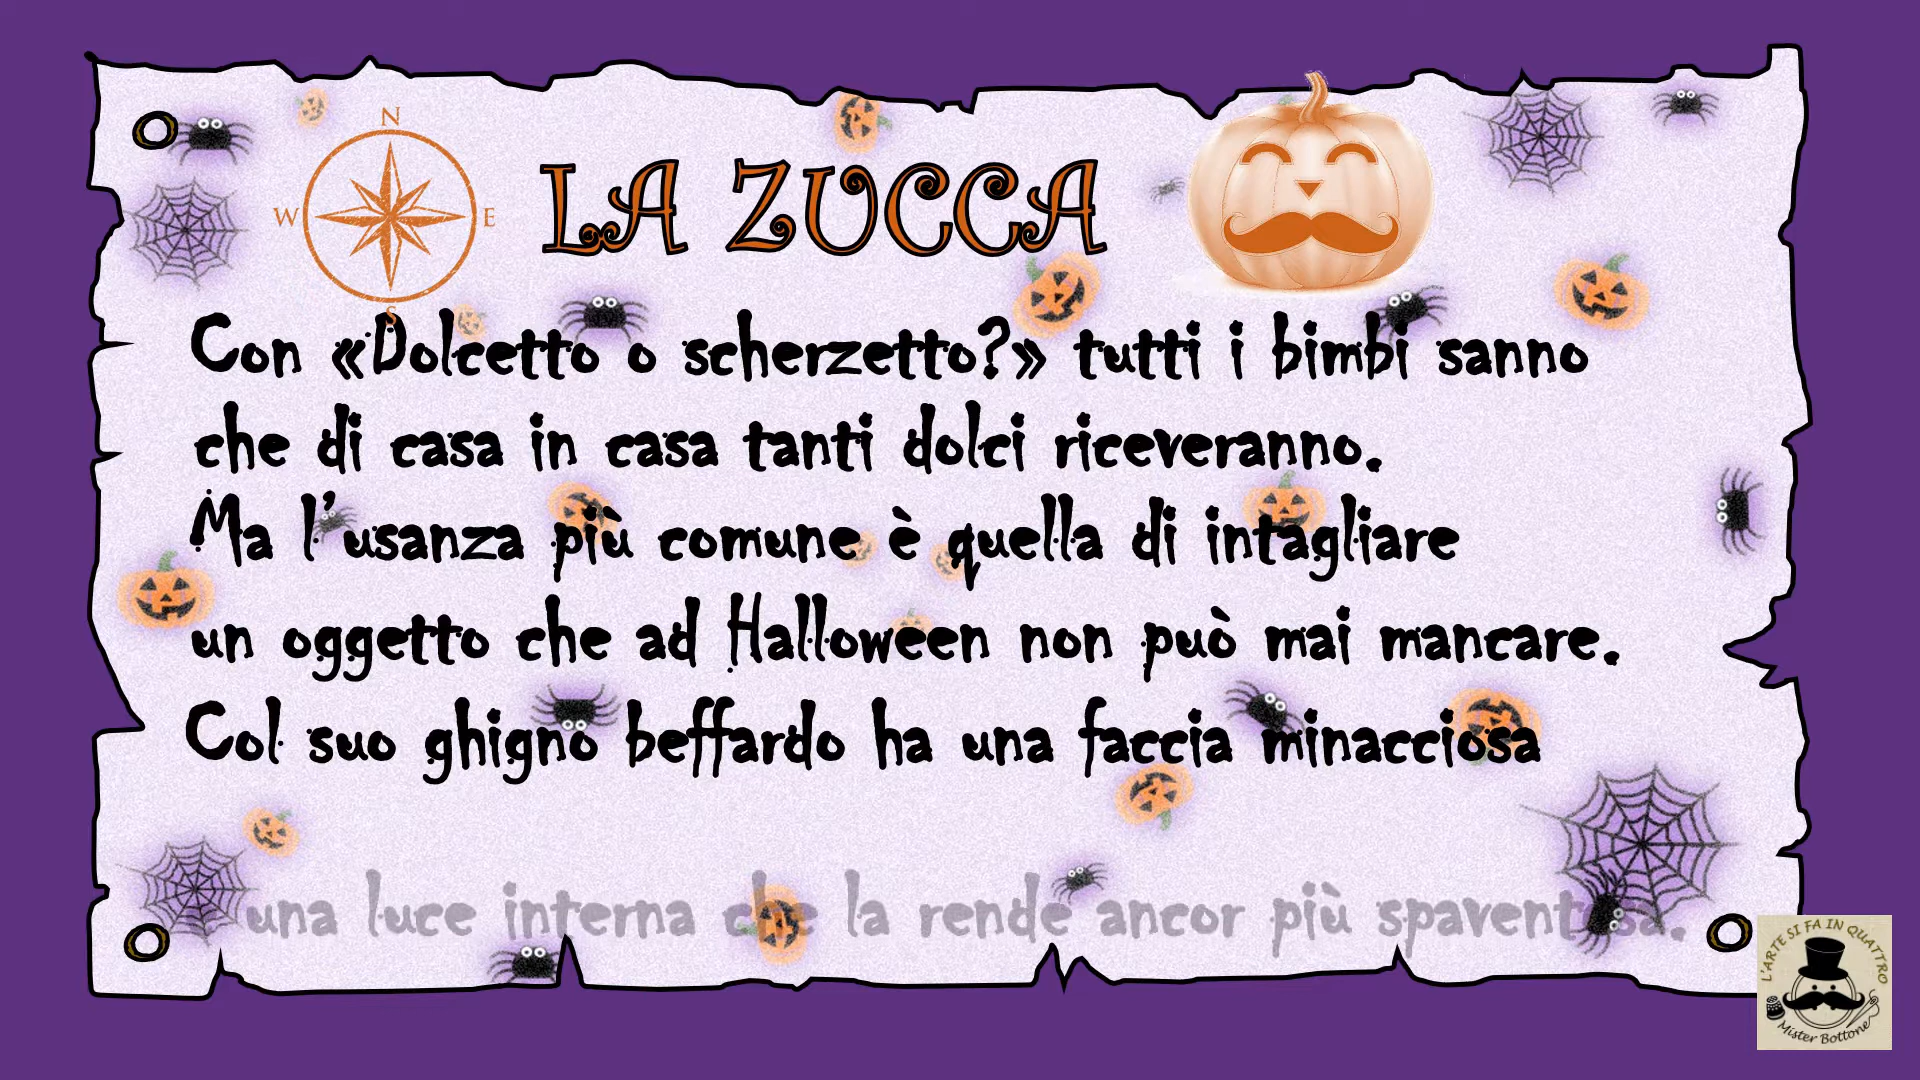 N
W
E
S
LA ZUCCA
Con «Dolcetto o scherzetto?» tutti i bimbi sanno
che di casa in casa tanti dolci riceveranno.
Ma l'usanza più comune è quella di intagliare
un oggetto che ad Halloween non può mai mancare.
Col suo ghigno beffardo ha una faccia minacciosa
una luce interna che la rende ancor più spaventosa.
L'ARTE SI FA IN QUATTRO
Mister Bottone